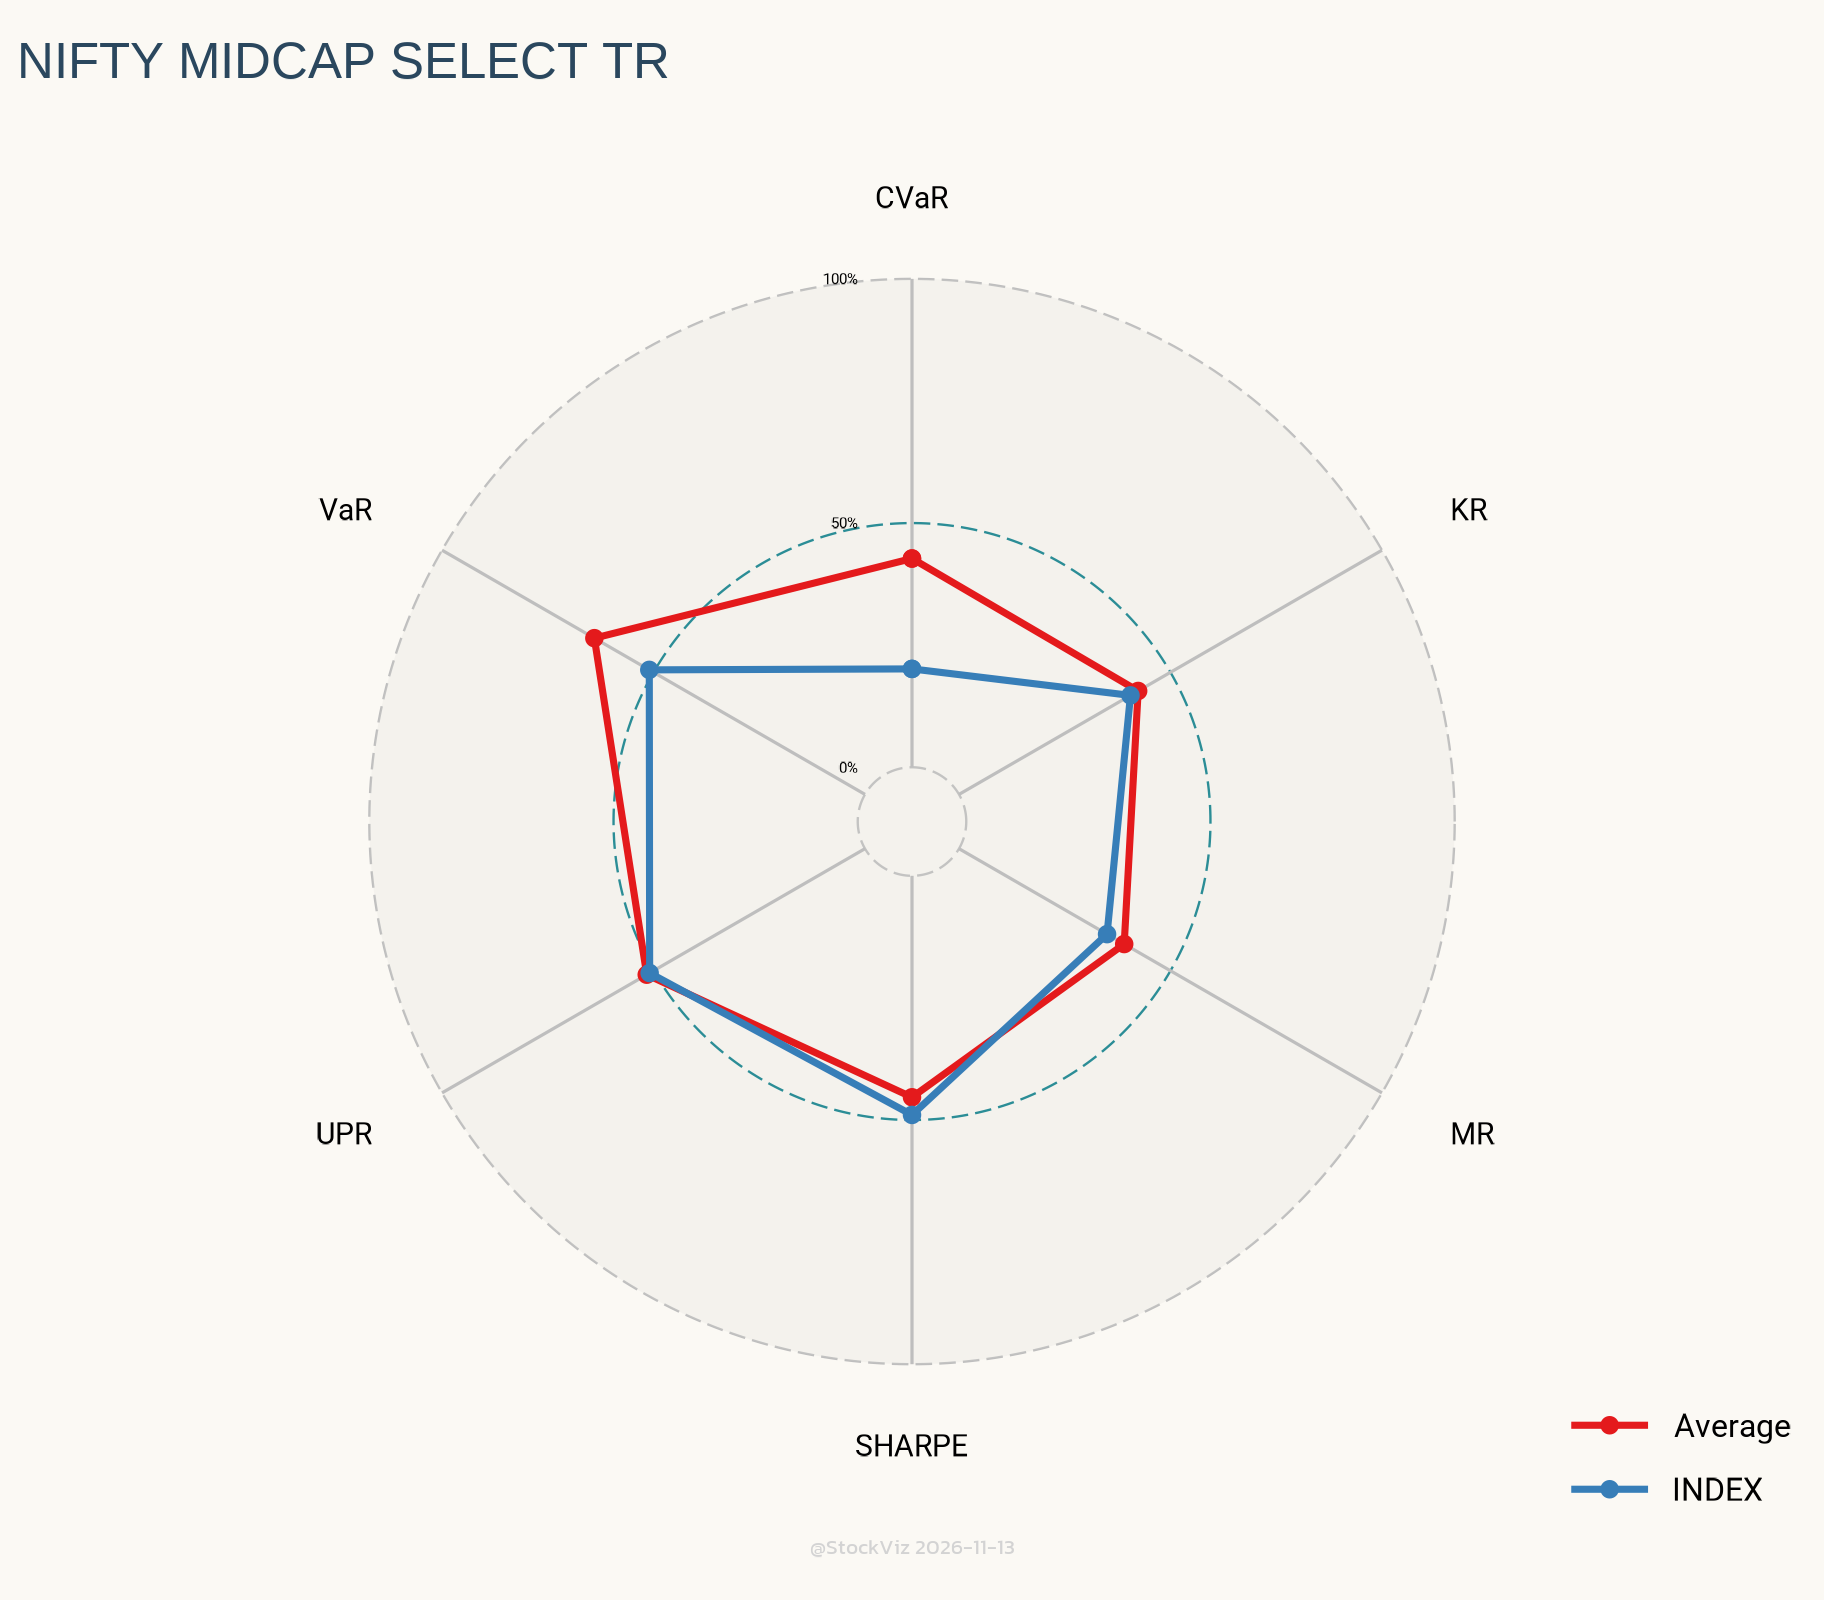 NIFTY MIDCAP SELECT TR
CVaR
100%
VaR
KR
50%
0%
UPR
MR
SHARPE
Average
INDEX
@StockViz 2026-11-13